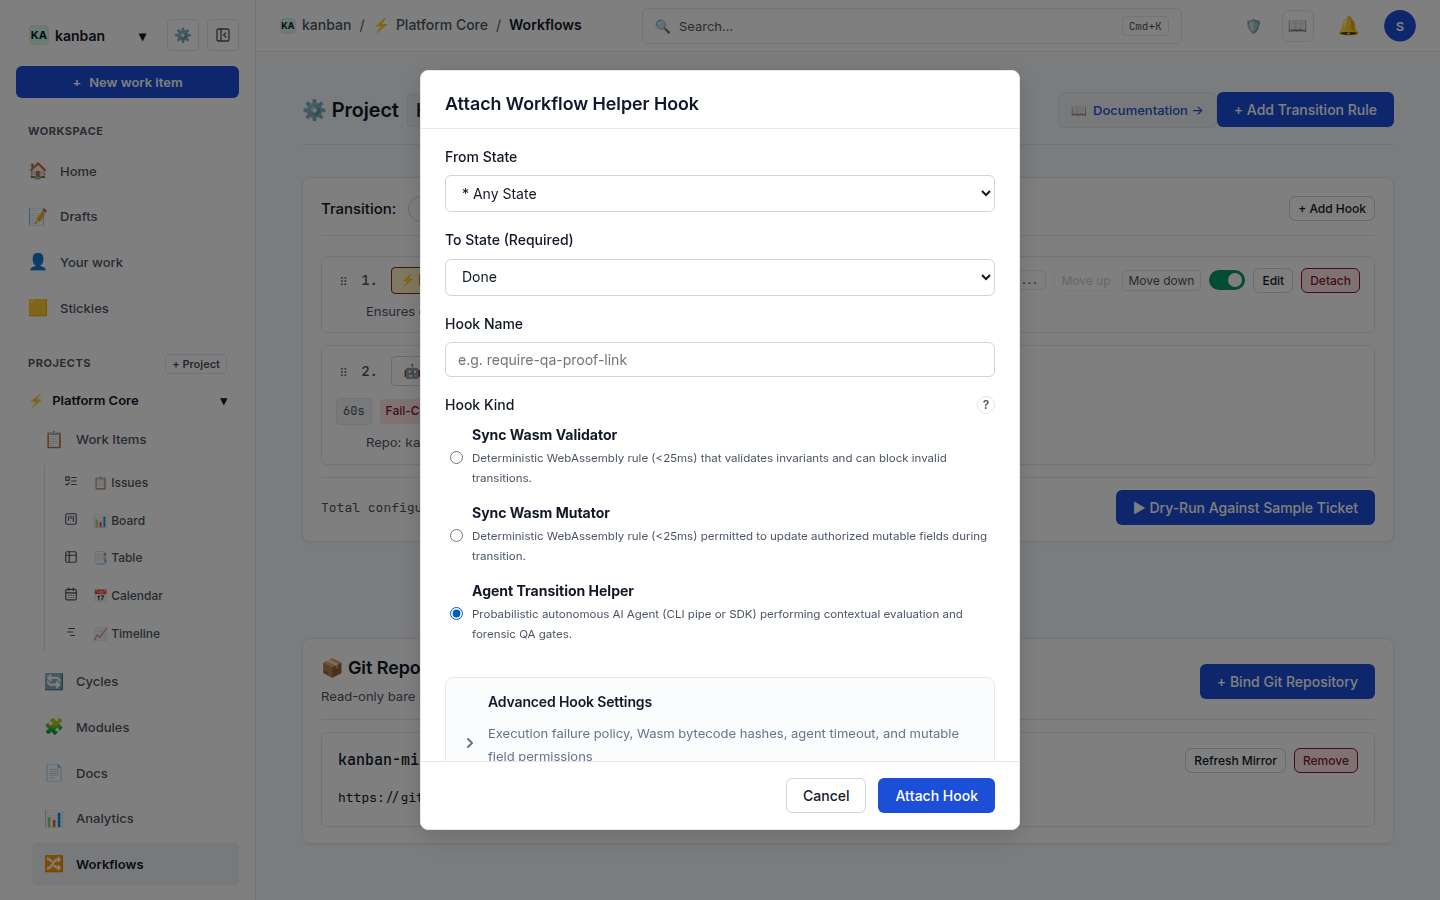 KA kanban
+ New work item
WORKSPACE
Home
Drafts
Your work
Stickies
PROJECTS
+ Project
Platform Core
Work Items
Issues
Board
Table
Calendar
Timeline
Cycles
Modules
Docs
Analytics
Workflows
KA kanban / Platform Core / Workflows
Search...
Cmd+K
S
Project
Documentation →
+ Add Transition Rule
Transition:
+ Add Hook
1.
...
Move up
Move down
Edit
Detach
Ensures
2.
60s
Fail-C
Repo: ka
Total configu
▶ Dry-Run Against Sample Ticket
Git Repo
Read-only bare
+ Bind Git Repository
kanban-mi
Refresh Mirror
Remove
https://git
Attach Workflow Helper Hook
From State
* Any State
To State (Required)
Done
Hook Name
e.g. require-qa-proof-link
Hook Kind
?
Sync Wasm Validator
Deterministic WebAssembly rule (<25ms) that validates invariants and can block invalid
transitions.
Sync Wasm Mutator
Deterministic WebAssembly rule (<25ms) permitted to update authorized mutable fields during
transition.
Agent Transition Helper
Probabilistic autonomous AI Agent (CLI pipe or SDK) performing contextual evaluation and
forensic QA gates.
Advanced Hook Settings
Execution failure policy, Wasm bytecode hashes, agent timeout, and mutable
field permissions
Cancel
Attach Hook